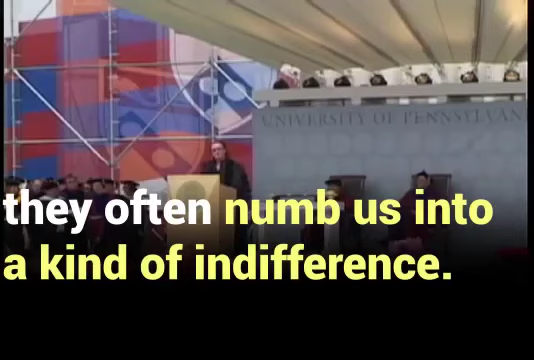 UNIVERSITY OF PENNSYLVAN
they often numb us into
a kind of indifference.